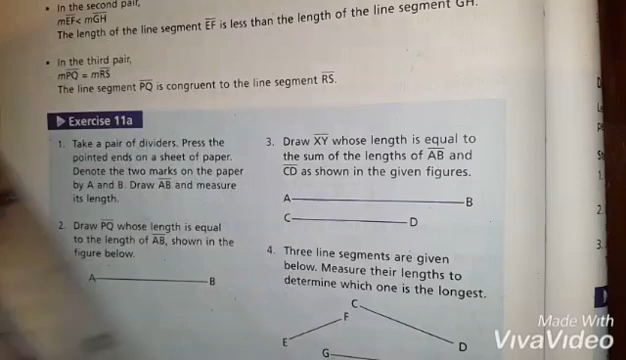 • In the second pair,
mEF< mGH
The length of the line segment EF is less than the length of the line segment GH.
• In the third pair,
mPQ = mRS
The line segment PQ is congruent to the line segment RS.
Exercise 11a
1. Take a pair of dividers. Press the
pointed ends on a sheet of paper.
Denote the two marks on the paper
by A and B. Draw AB and measure
its length.
2. Draw PQ whose length is equal
to the length of AB, shown in the
figure below.
A B
3. Draw XY whose length is equal to
the sum of the lengths of AB and
CD as shown in the given figures.
A B
C D
4. Three line segments are given
below. Measure their lengths to
determine which one is the longest.
C
F
E D
G
1.
2.
3.
Made With
VivaVideo